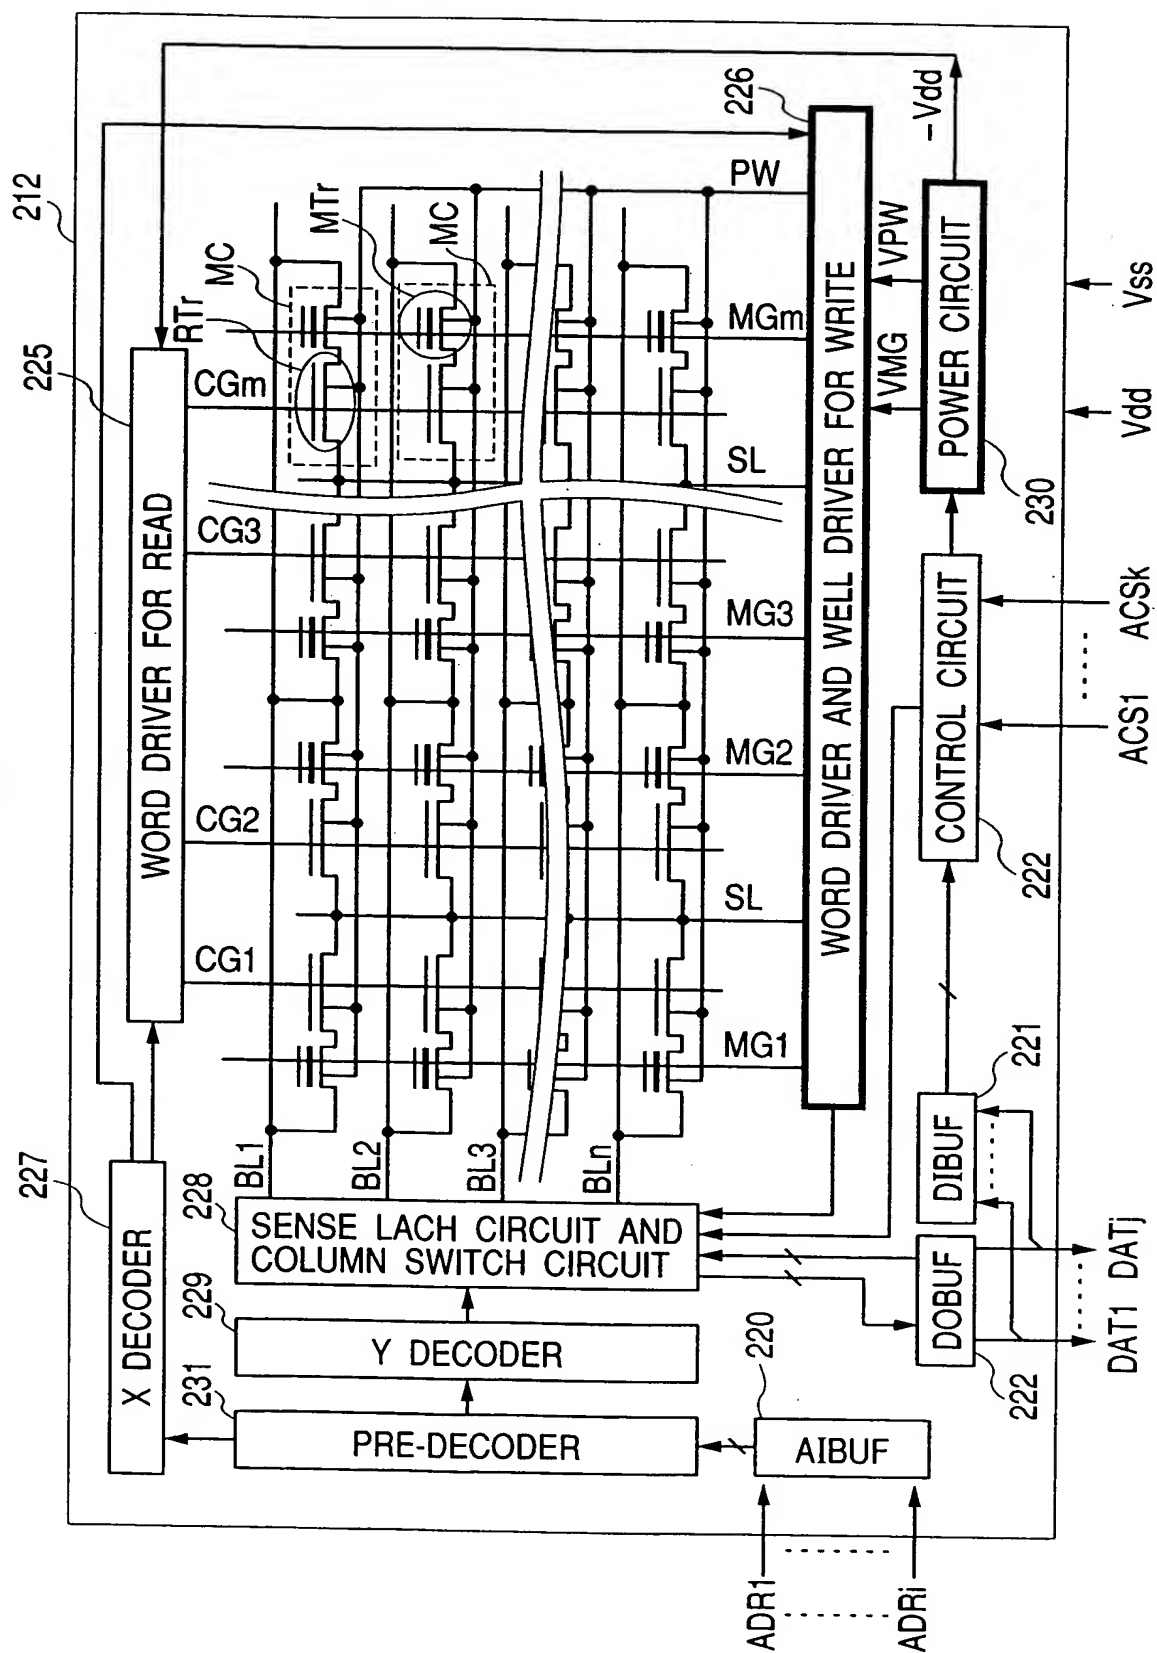 212
225
WORD DRIVER FOR READ
227
X DECODER
RTr
MC
MTr
MC
CGm
CG3
CG2
CG1
PW
MGm
SL
MG3
MG2
SL
MG1
BL1
BL2
BL3
BLn
226
WORD DRIVER AND WELL DRIVER FOR WRITE
228
SENSE LACH CIRCUIT AND
COLUMN SWITCH CIRCUIT
229
Y DECODER
231
PRE-DECODER
220
AIBUF
ADR1
ADRi
-Vdd
VPW
VMG
POWER CIRCUIT
230
CONTROL CIRCUIT
222
221
DIBUF
DOBUF
222
Vss
Vdd
ACSk
ACS1
DATj
DAT1